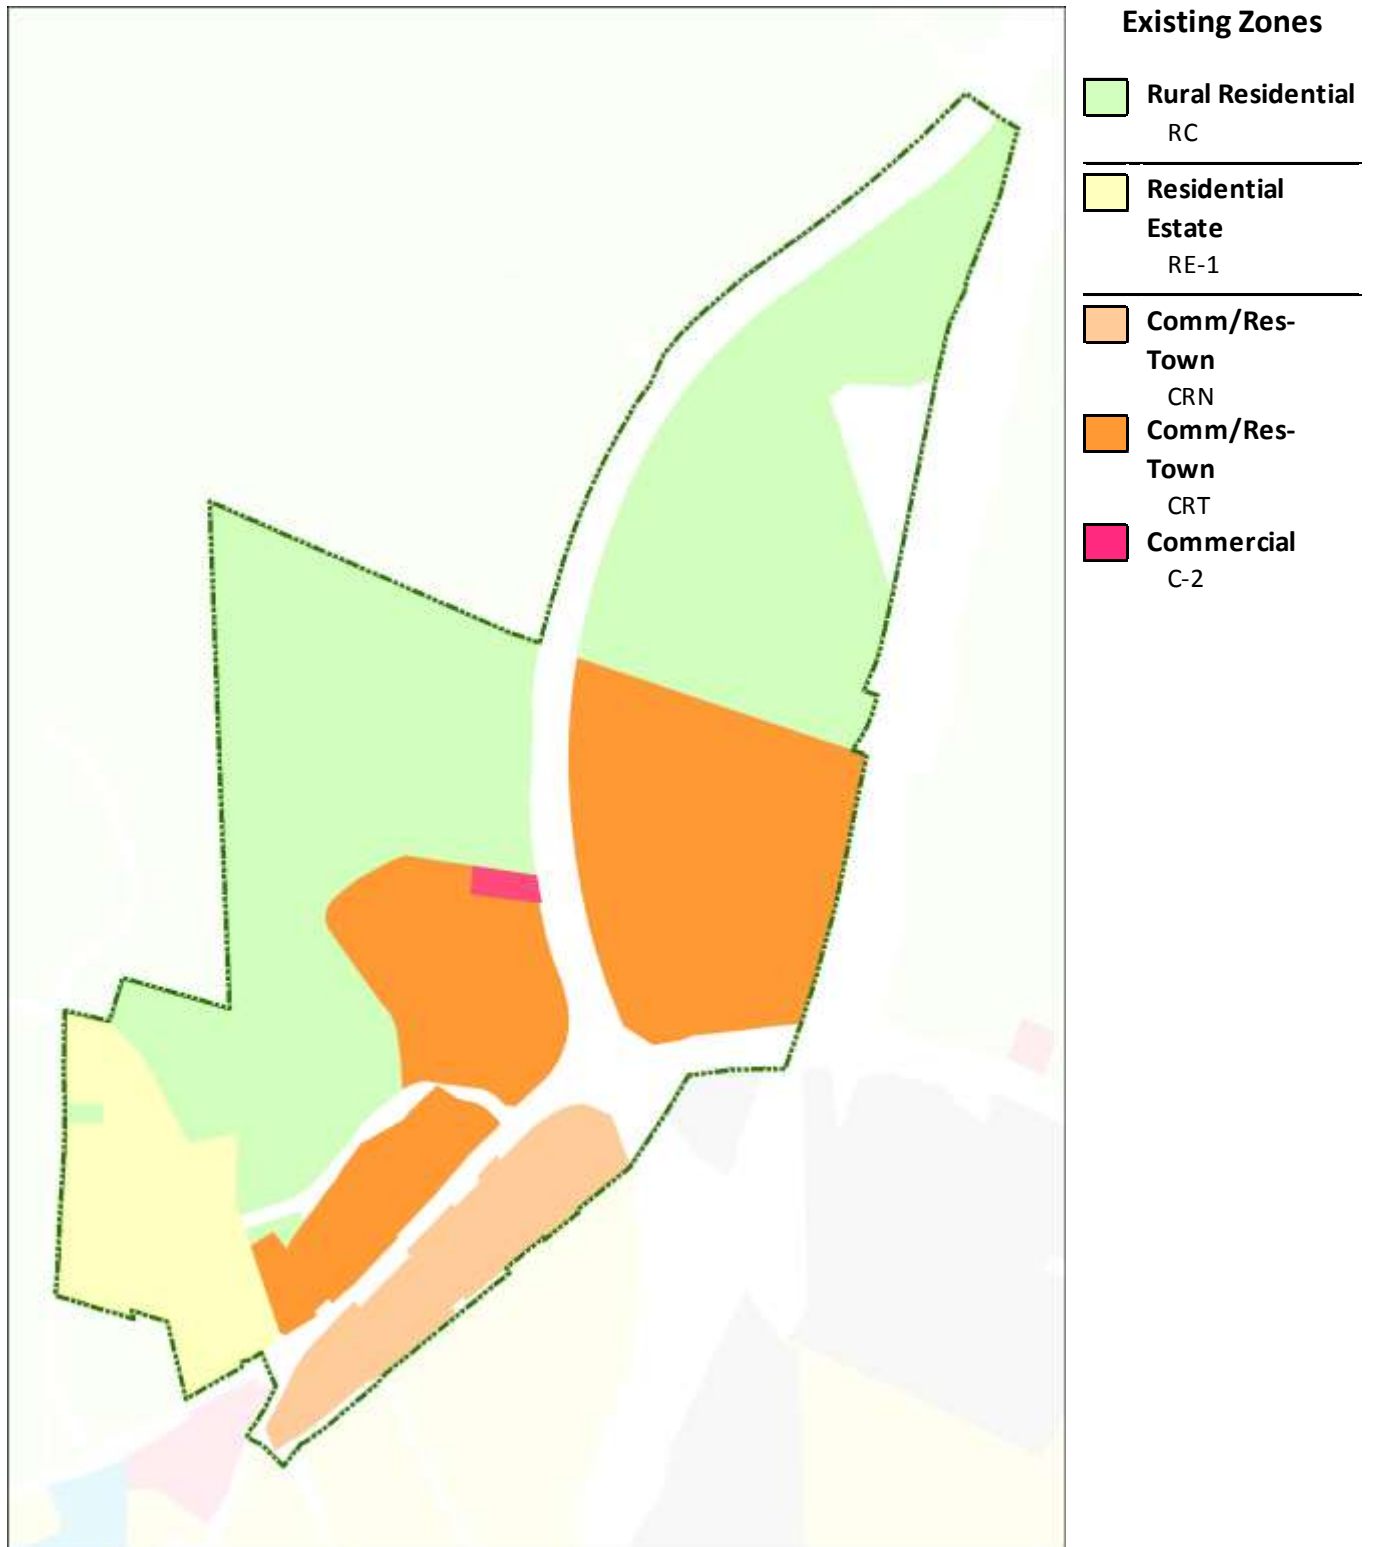 Existing Zones
Rural Residential
RC
Residential
Estate
RE-1
Comm/Res-
Town
CRN
Comm/Res-
Town
CRT
Commercial
C-2